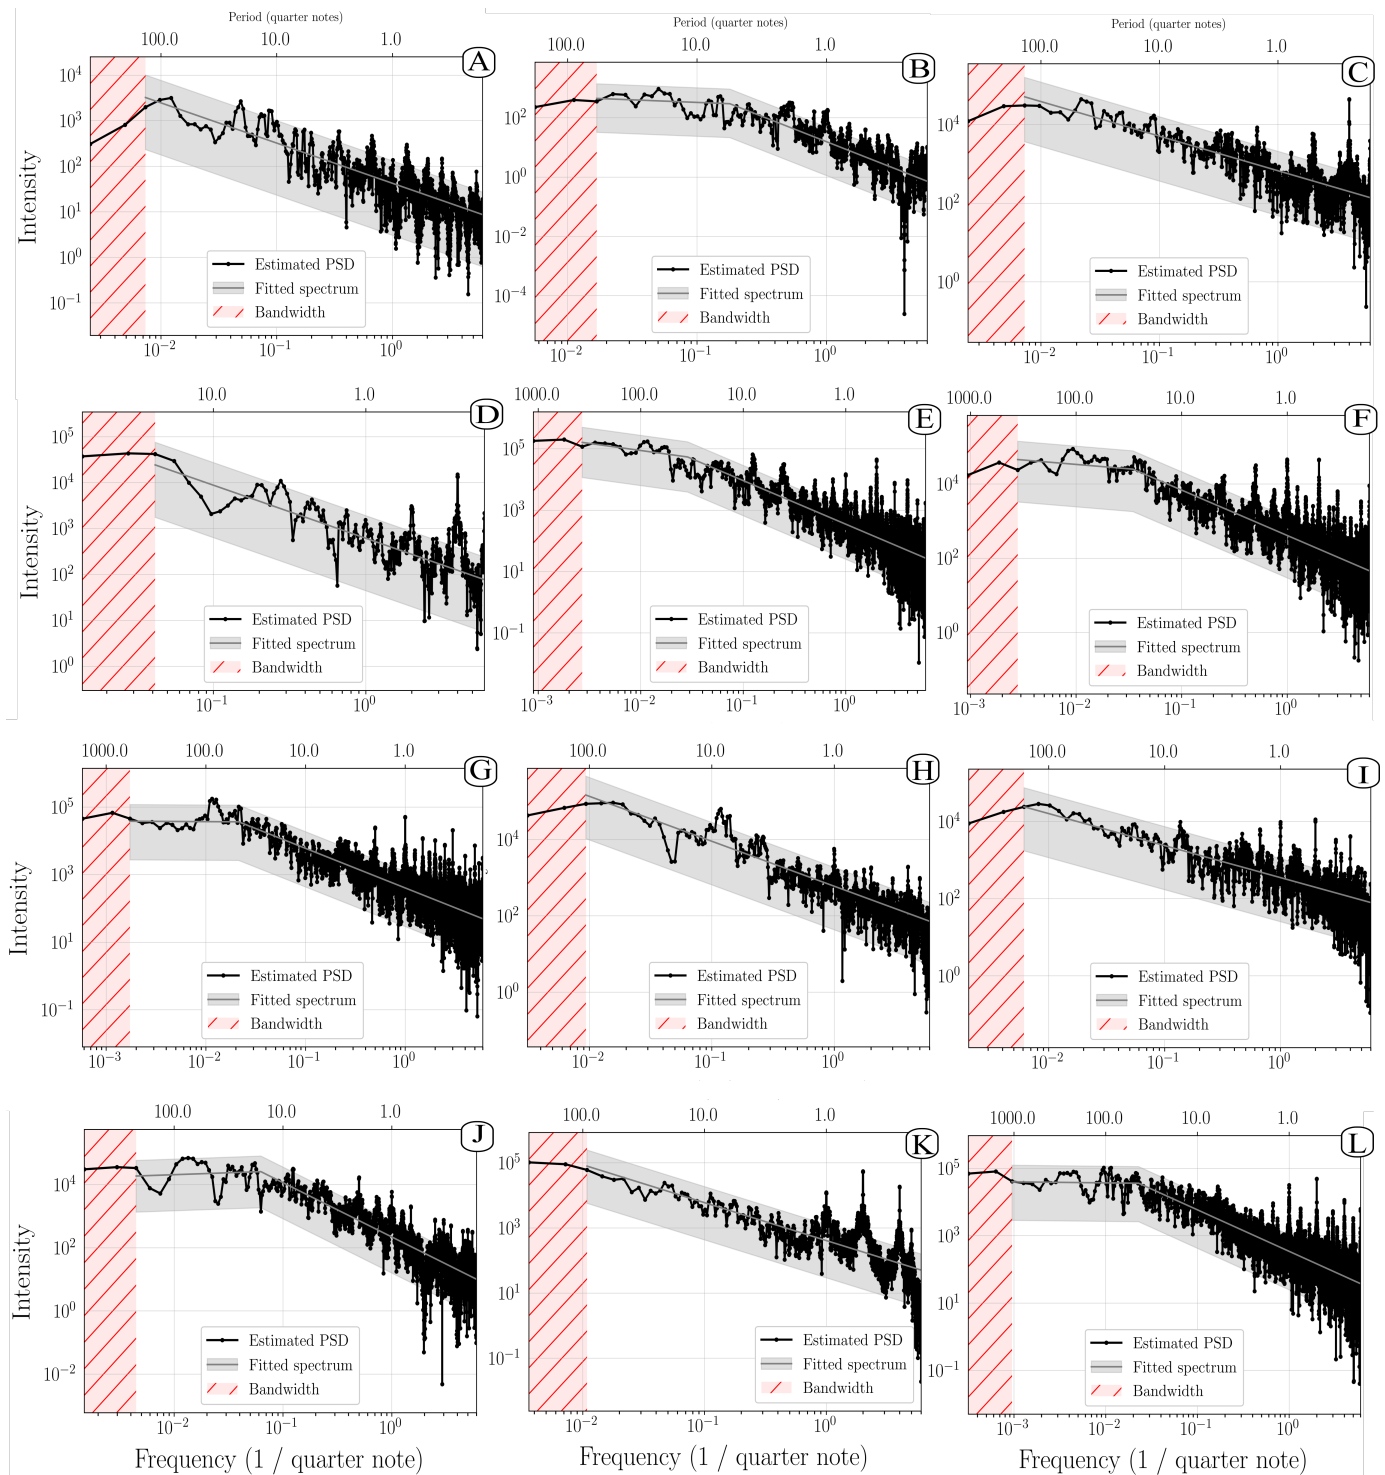 Period (quarter notes)
Period (quarter notes)
Period (quarter notes)
100.0 10.0 1.0
100.0 10.0 1.0
100.0 10.0 1.0
A
B
C
Intensity
10^4
10^3
10^2
10^1
10^0
10^-1
10^2
10^0
10^-2
10^-4
10^4
10^2
10^0
Estimated PSD
Fitted spectrum
Bandwidth
Estimated PSD
Fitted spectrum
Bandwidth
Estimated PSD
Fitted spectrum
Bandwidth
10^-2 10^-1 10^0
10^-2 10^-1 10^0
10^-2 10^-1 10^0
10.0 1.0
1000.0 100.0 10.0 1.0
1000.0 100.0 10.0 1.0
D
E
F
Intensity
10^5
10^4
10^3
10^2
10^1
10^0
10^5
10^3
10^1
10^-1
10^4
10^2
10^0
Estimated PSD
Fitted spectrum
Bandwidth
Estimated PSD
Fitted spectrum
Bandwidth
Estimated PSD
Fitted spectrum
Bandwidth
10^-1 10^0
10^-3 10^-2 10^-1 10^0
10^-3 10^-2 10^-1 10^0
1000.0 100.0 10.0 1.0
100.0 10.0 1.0
100.0 10.0 1.0
G
H
I
Intensity
10^5
10^3
10^1
10^-1
10^4
10^2
10^0
10^4
10^2
10^0
Estimated PSD
Fitted spectrum
Bandwidth
Estimated PSD
Fitted spectrum
Bandwidth
Estimated PSD
Fitted spectrum
Bandwidth
10^-3 10^-2 10^-1 10^0
10^-2 10^-1 10^0
10^-2 10^-1 10^0
100.0 10.0 1.0
100.0 10.0 1.0
1000.0 100.0 10.0 1.0
J
K
L
Intensity
10^4
10^2
10^0
10^-2
10^5
10^3
10^1
10^-1
10^5
10^3
10^1
10^-1
Estimated PSD
Fitted spectrum
Bandwidth
Estimated PSD
Fitted spectrum
Bandwidth
Estimated PSD
Fitted spectrum
Bandwidth
10^-2 10^-1 10^0
10^-2 10^-1 10^0
10^-3 10^-2 10^-1 10^0
Frequency (1 / quarter note)
Frequency (1 / quarter note)
Frequency (1 / quarter note)